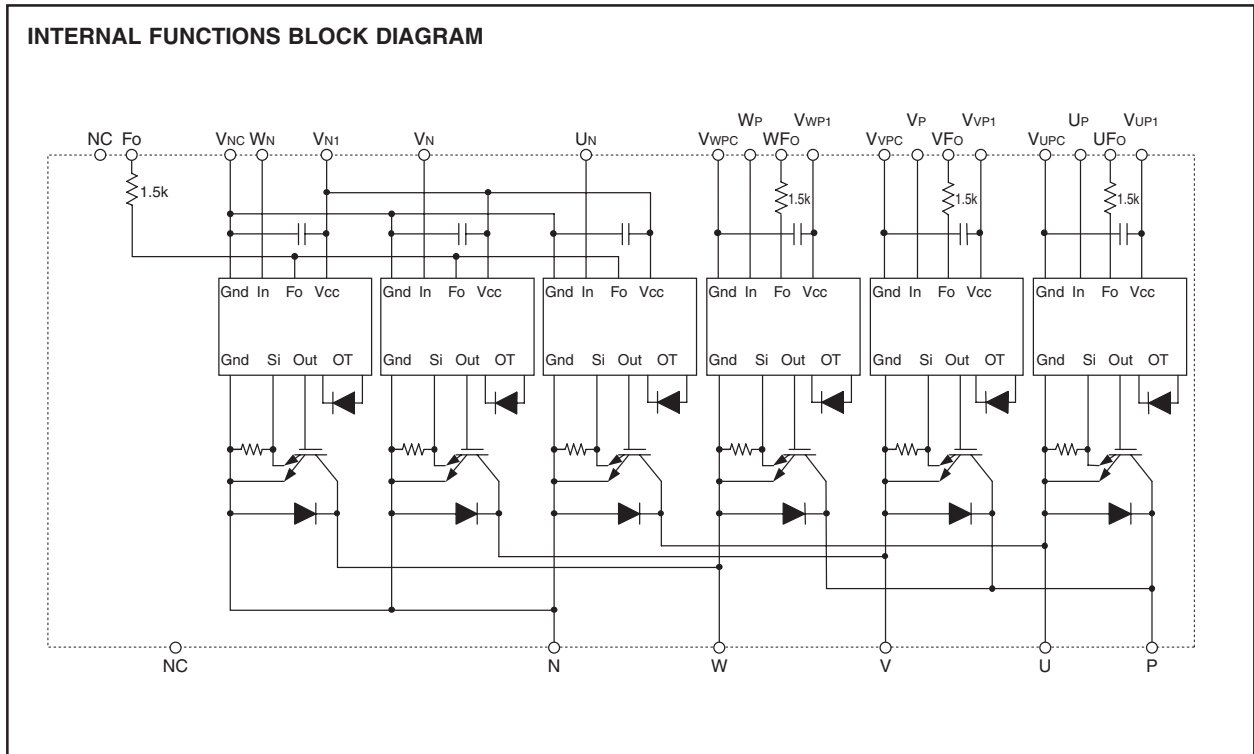 INTERNAL FUNCTIONS BLOCK DIAGRAM
WP VWP1 VP VVP1 UP VUP1
NC FO VNC WN VN1 VN UN VWPC WFO VVPC VFO VUPC UFO
1.5k 1.5k 1.5k 1.5k
Gnd In Fo Vcc Gnd In Fo Vcc Gnd In Fo Vcc Gnd In Fo Vcc Gnd In Fo Vcc Gnd In Fo Vcc
Gnd Si Out OT Gnd Si Out OT Gnd Si Out OT Gnd Si Out OT Gnd Si Out OT Gnd Si Out OT
NC N W V U P